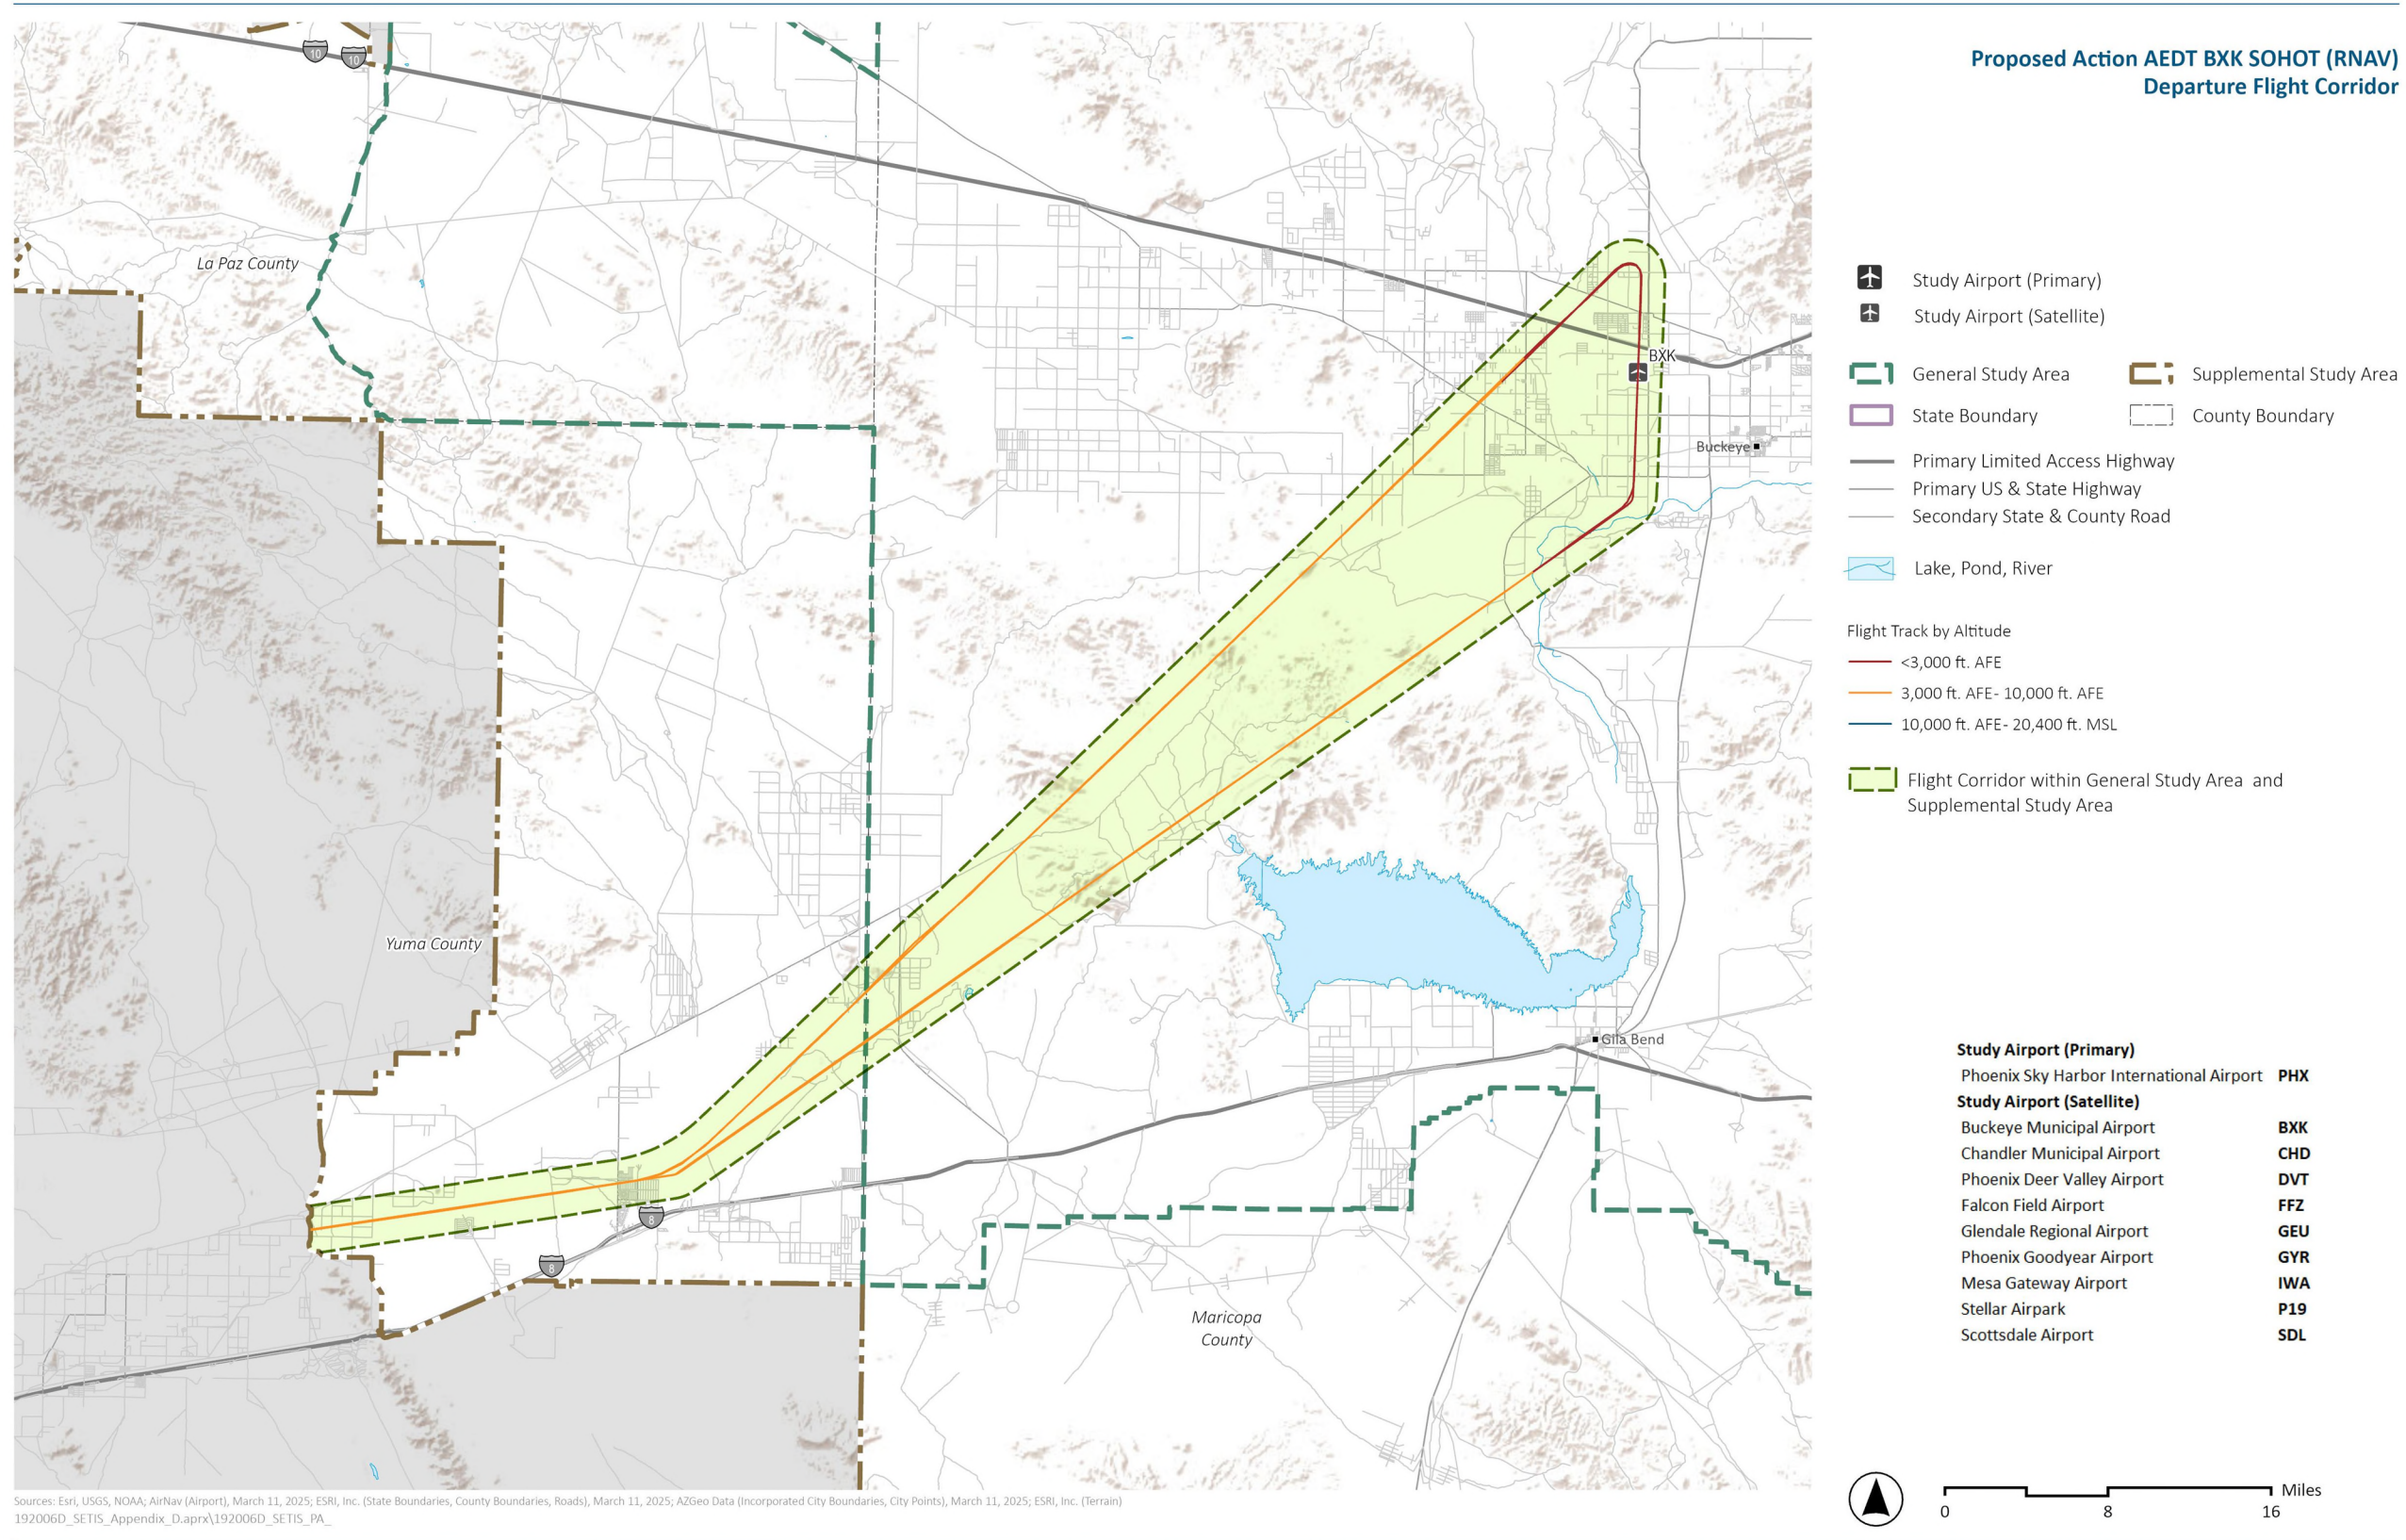 Proposed Action AEDT BXK SOHOT (RNAV)
Departure Flight Corridor
10
10
La Paz County
BXK
Buckeye
Yuma County
Gila Bend
8
8
Maricopa
County
Study Airport (Primary)
Study Airport (Satellite)
General Study Area
Supplemental Study Area
State Boundary
County Boundary
Primary Limited Access Highway
Primary US & State Highway
Secondary State & County Road
Lake, Pond, River
Flight Track by Altitude
<3,000 ft. AFE
3,000 ft. AFE- 10,000 ft. AFE
10,000 ft. AFE- 20,400 ft. MSL
Flight Corridor within General Study Area and
Supplemental Study Area
Study Airport (Primary)
Phoenix Sky Harbor International Airport PHX
Study Airport (Satellite)
Buckeye Municipal Airport BXK
Chandler Municipal Airport CHD
Phoenix Deer Valley Airport DVT
Falcon Field Airport FFZ
Glendale Regional Airport GEU
Phoenix Goodyear Airport GYR
Mesa Gateway Airport IWA
Stellar Airpark P19
Scottsdale Airport SDL
Miles
0 8 16
Sources: Esri, USGS, NOAA; AirNav (Airport), March 11, 2025; ESRI, Inc. (State Boundaries, County Boundaries, Roads), March 11, 2025; AZGeo Data (Incorporated City Boundaries, City Points), March 11, 2025; ESRI, Inc. (Terrain)
192006D_SETIS_Appendix_D.aprx\192006D_SETIS_PA_